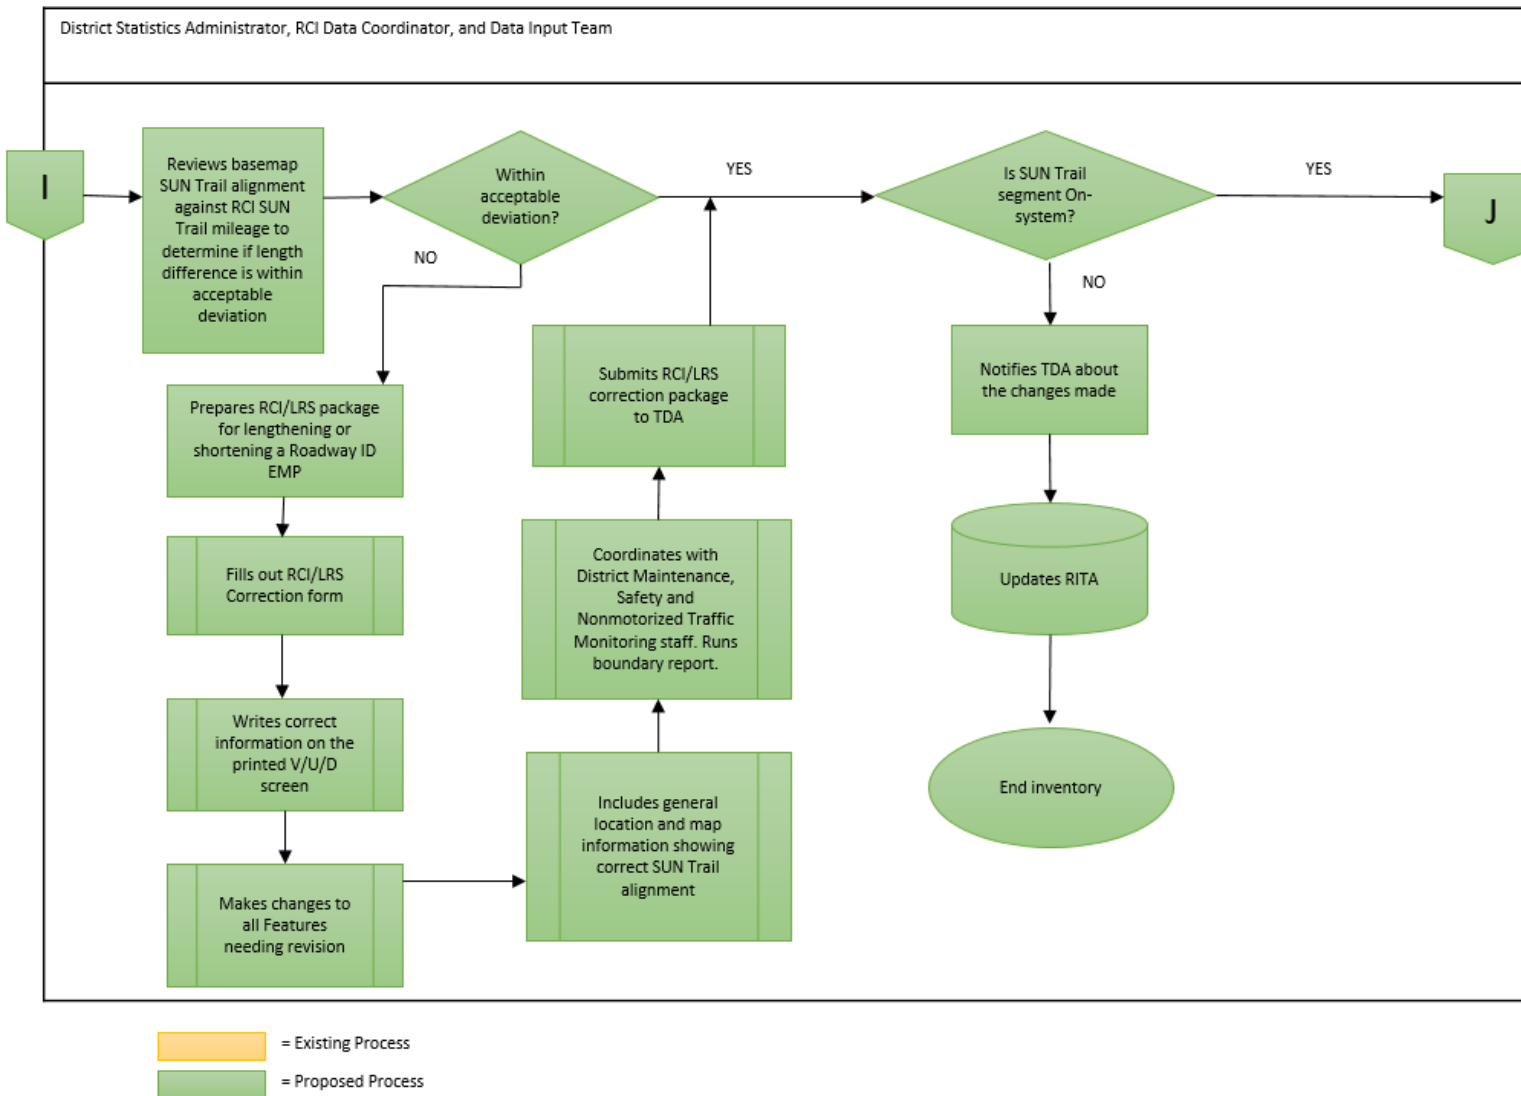 District Statistics Administrator, RCI Data Coordinator, and Data Input Team
I
Reviews basemap
SUN Trail alignment
against RCI SUN
Trail mileage to
determine if length
difference is within
acceptable
deviation
Within
acceptable
deviation?
YES
NO
Is SUN Trail
segment On-
system?
YES
J
NO
Prepares RCI/LRS package
for lengthening or
shortening a Roadway ID
EMP
Fills out RCI/LRS
Correction form
Writes correct
information on the
printed V/U/D
screen
Makes changes to
all Features
needing revision
Includes general
location and map
information showing
correct SUN Trail
alignment
Coordinates with
District Maintenance,
Safety and
Nonmotorized Traffic
Monitoring staff. Runs
boundary report.
Submits RCI/LRS
correction package
to TDA
Notifies TDA about
the changes made
Updates RITA
End inventory
= Existing Process
= Proposed Process